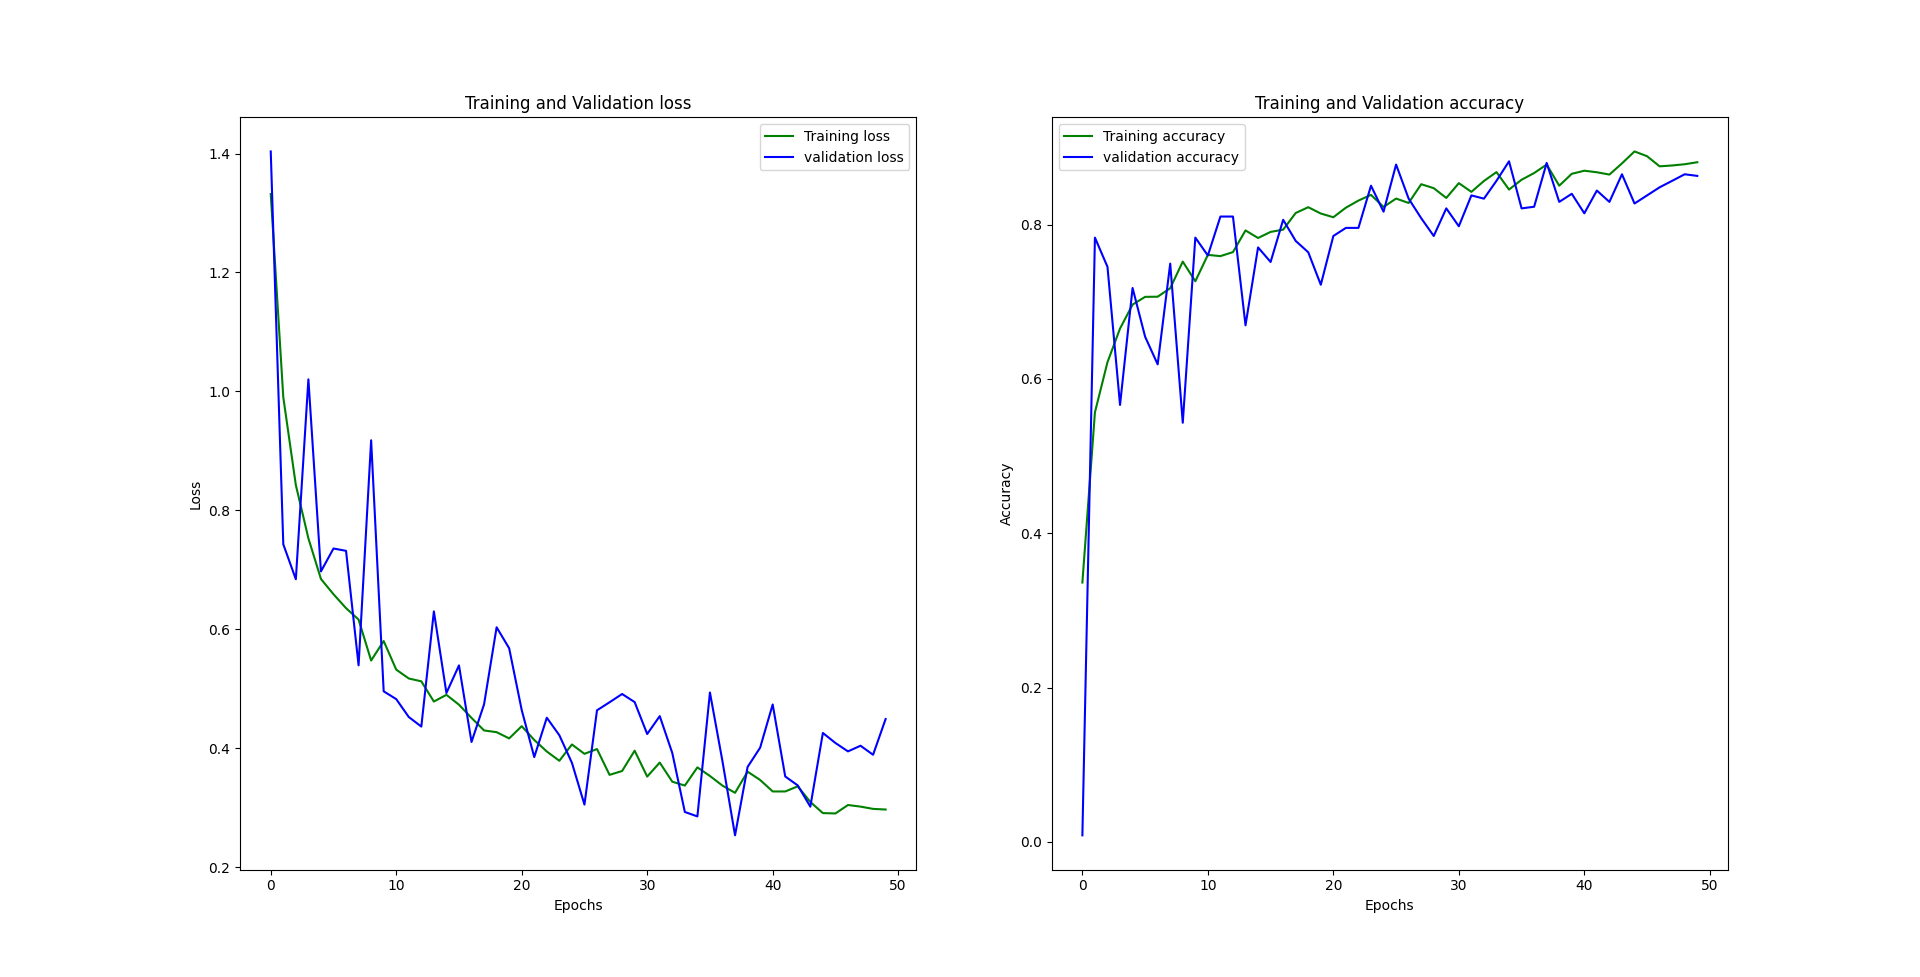 Training and Validation loss
Training loss
validation loss
1.4
1.2
1.0
0.8
0.6
0.4
0.2
Loss
0 10 20 30 40 50
Epochs
Training and Validation accuracy
Training accuracy
validation accuracy
0.8
0.6
0.4
0.2
0.0
Accuracy
0 10 20 30 40 50
Epochs